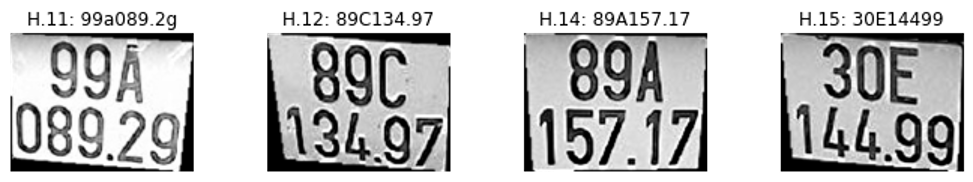 H.11: 99a089.2g
99A
089.29
H.12: 89C134.97
89C
134.97
H.14: 89A157.17
89A
157.17
H.15: 30E14499
30E
144.99